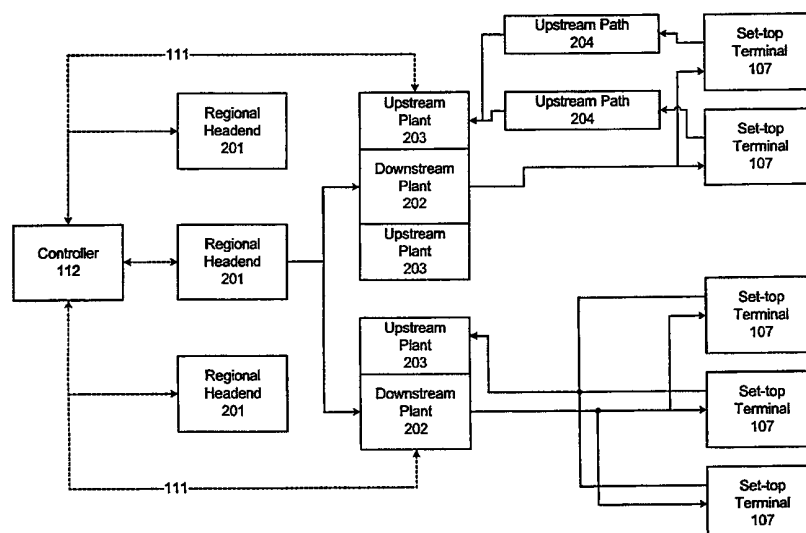 111
Upstream Path
204
Set-top
Terminal
107
Regional
Headend
201
Upstream
Plant
203
Upstream Path
204
Set-top
Terminal
107
Downstream
Plant
202
Controller
112
Regional
Headend
201
Upstream
Plant
203
Set-top
Terminal
107
Upstream
Plant
203
Regional
Headend
201
Downstream
Plant
202
Set-top
Terminal
107
111
Set-top
Terminal
107